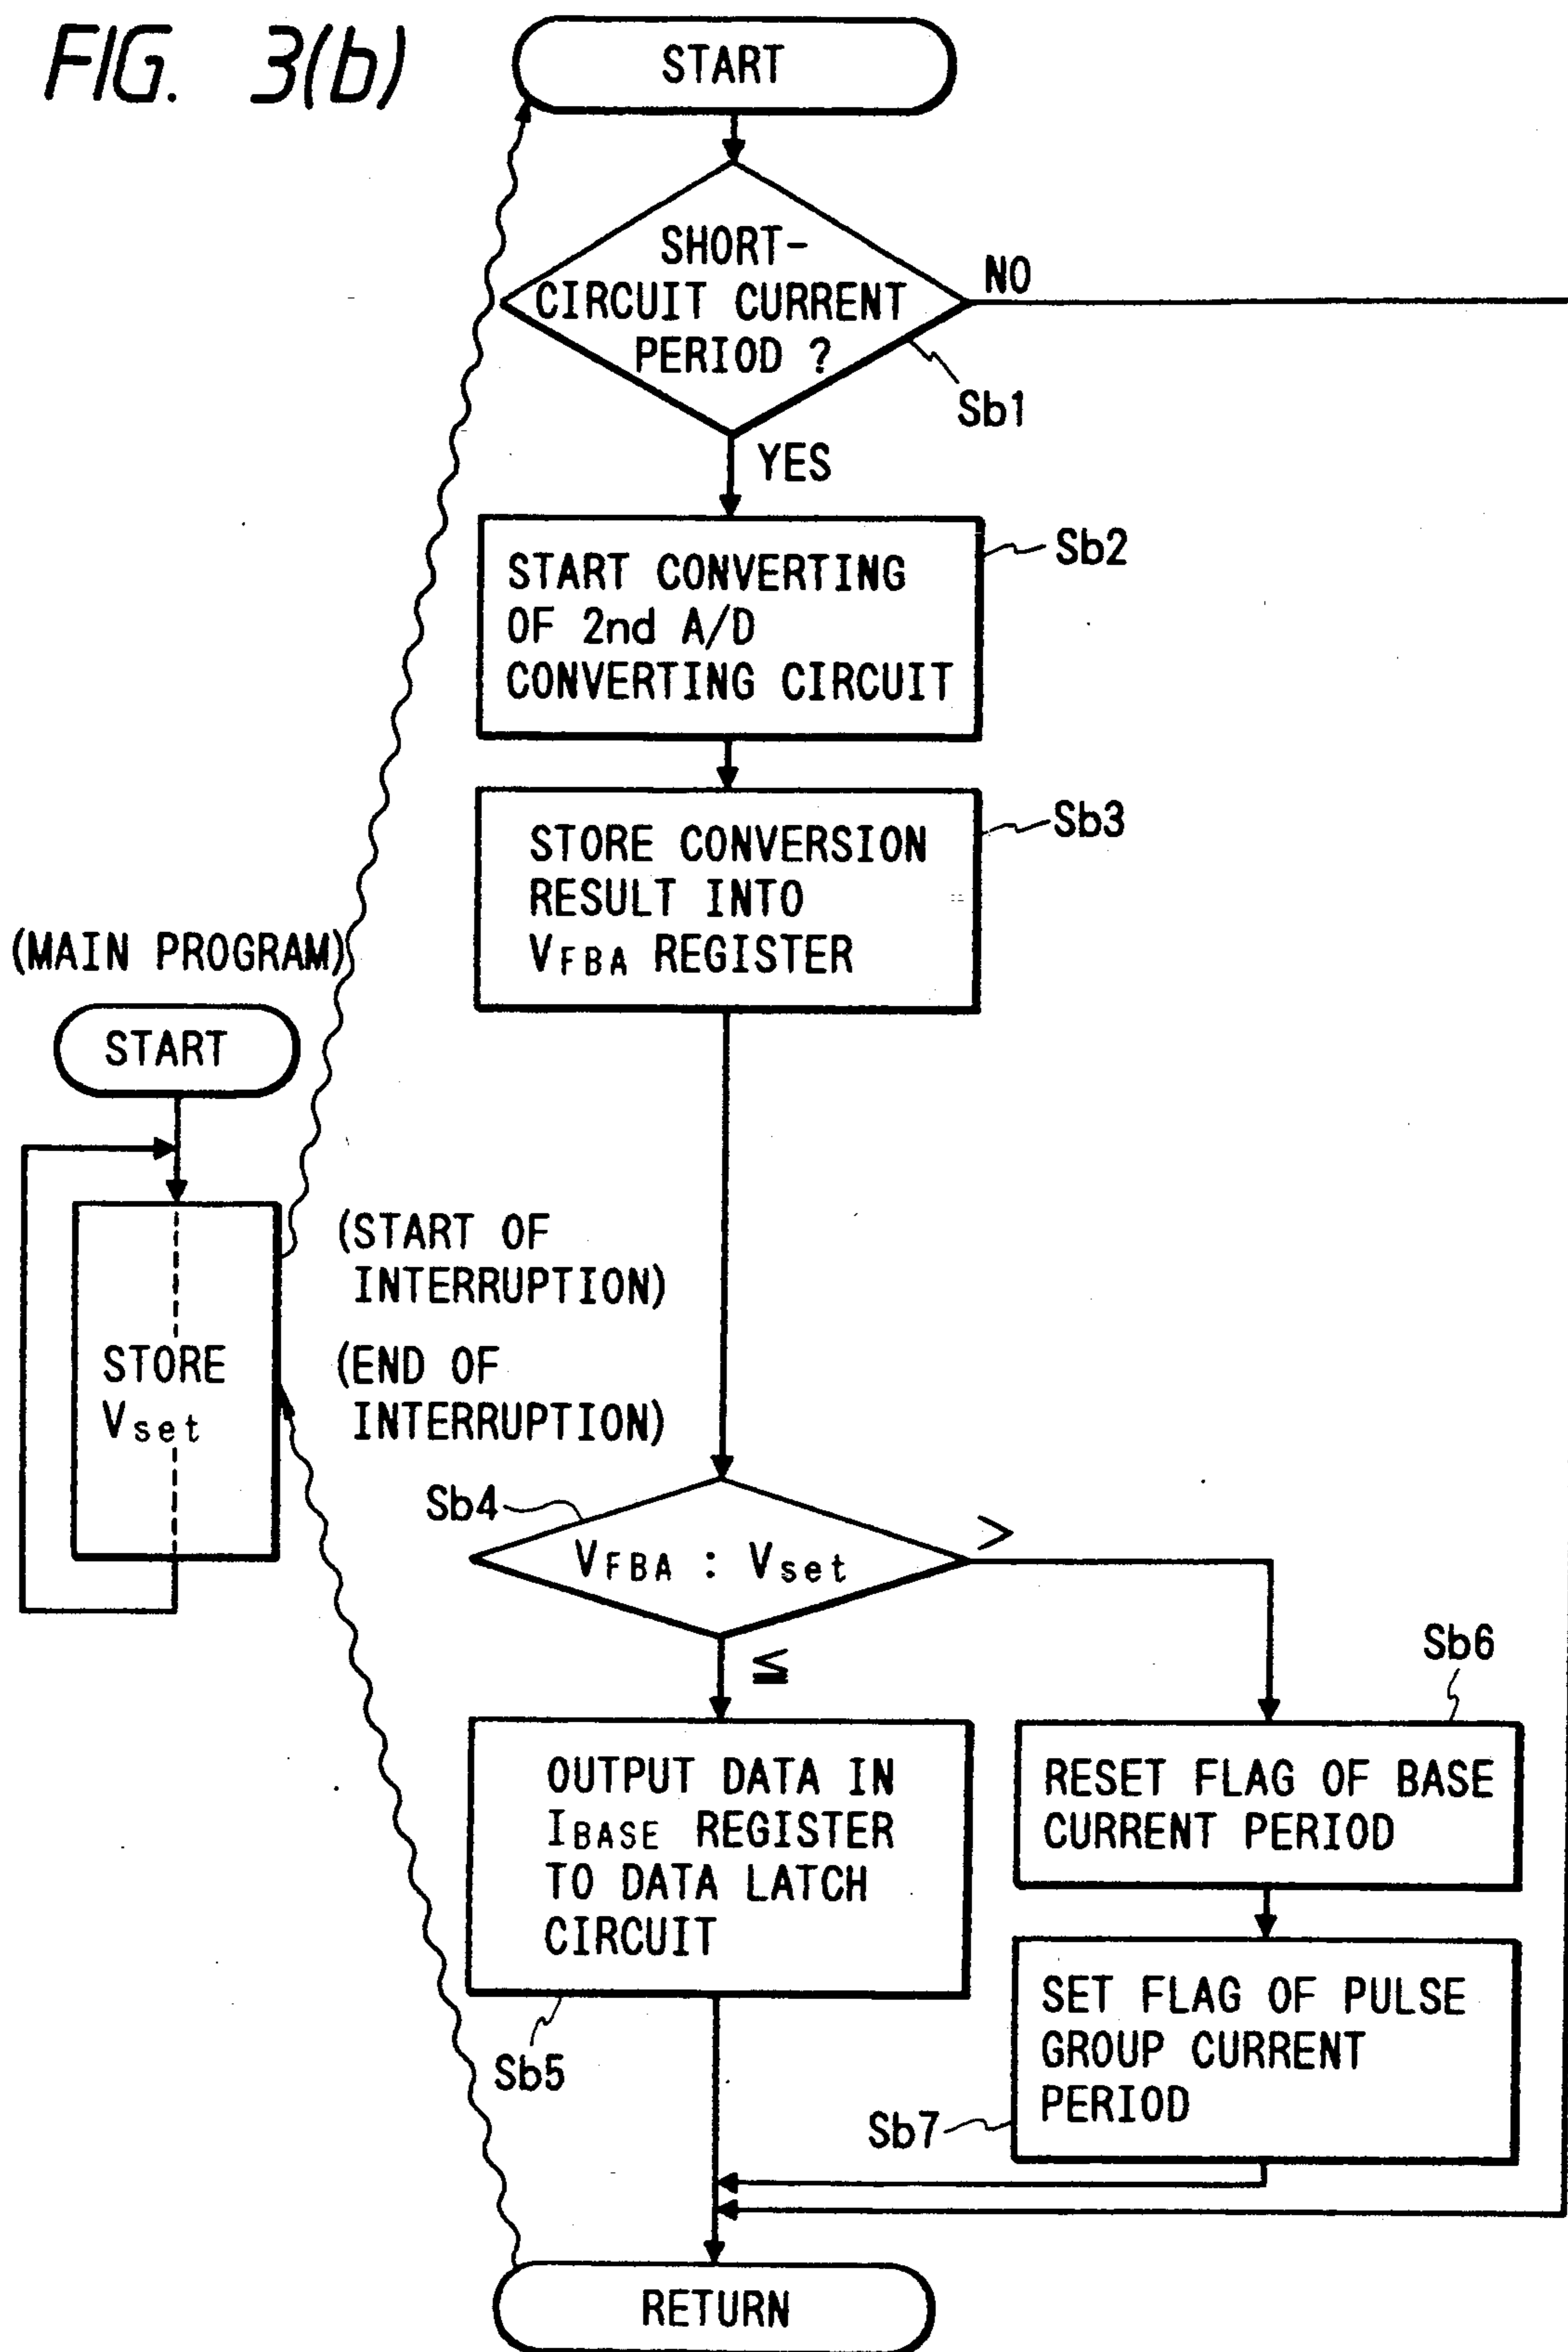 FIG. 3(b)
START
SHORT-
CIRCUIT CURRENT
PERIOD ?
NO
Sb1
YES
START CONVERTING
OF 2nd A/D
CONVERTING CIRCUIT
Sb2
STORE CONVERSION
RESULT INTO
VFBA REGISTER
Sb3
(MAIN PROGRAM)
START
STORE
Vset
(START OF
INTERRUPTION)
(END OF
INTERRUPTION)
Sb4
VFBA : Vset
>
≦
OUTPUT DATA IN
IBASE REGISTER
TO DATA LATCH
CIRCUIT
Sb5
Sb6
RESET FLAG OF BASE
CURRENT PERIOD
SET FLAG OF PULSE
GROUP CURRENT
PERIOD
Sb7
RETURN